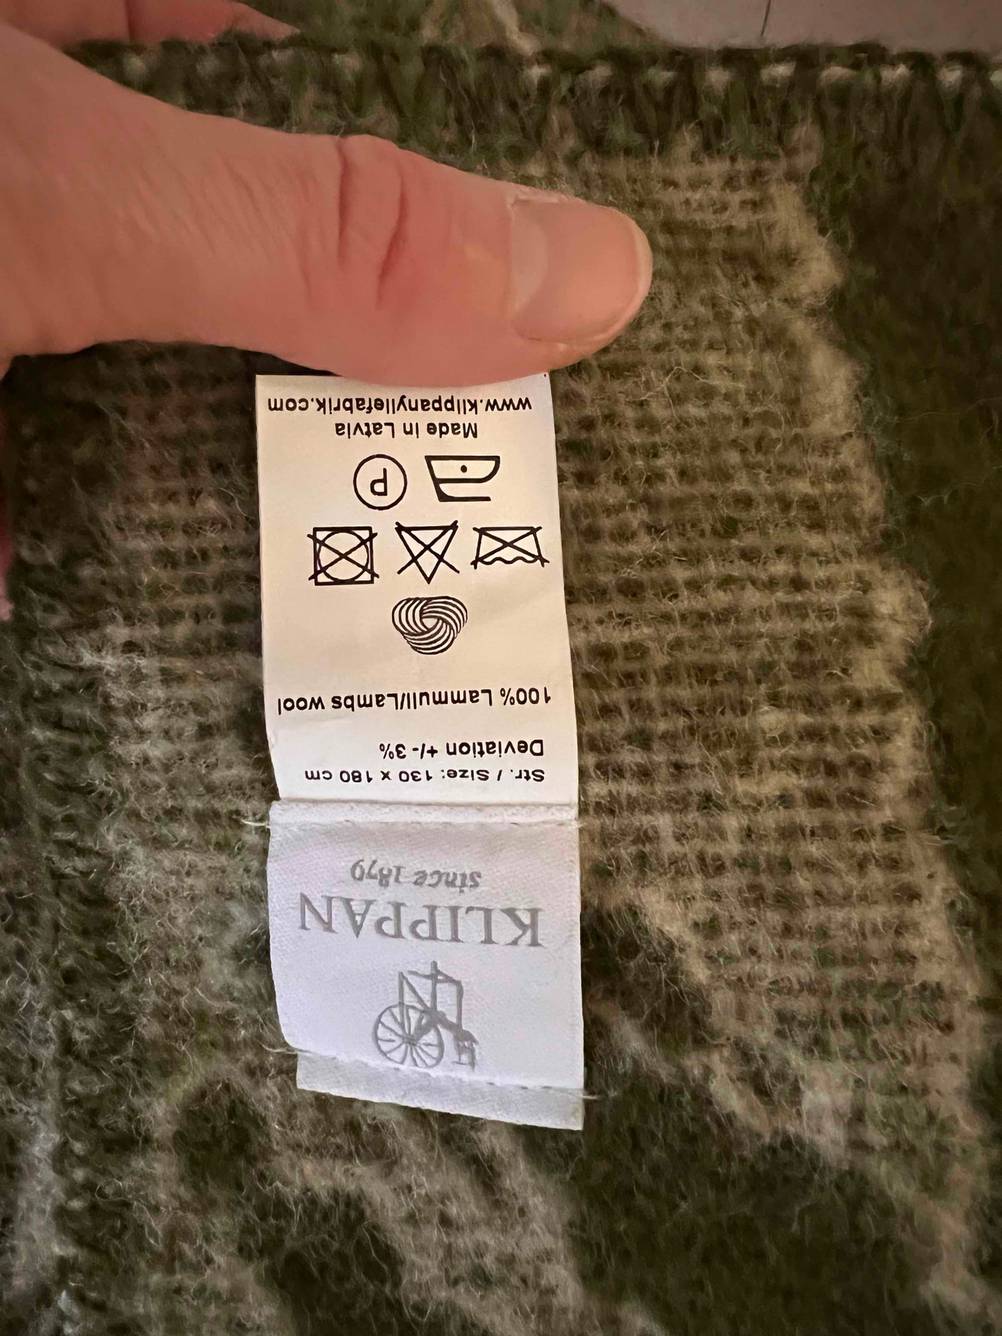 KLIPPAN
since 1879
Str. / Size: 130 x 180 cm
Deviation +/- 3%
100% Lammull/Lambs wool
P
Made in Latvia
www.klippanyllefabrik.com